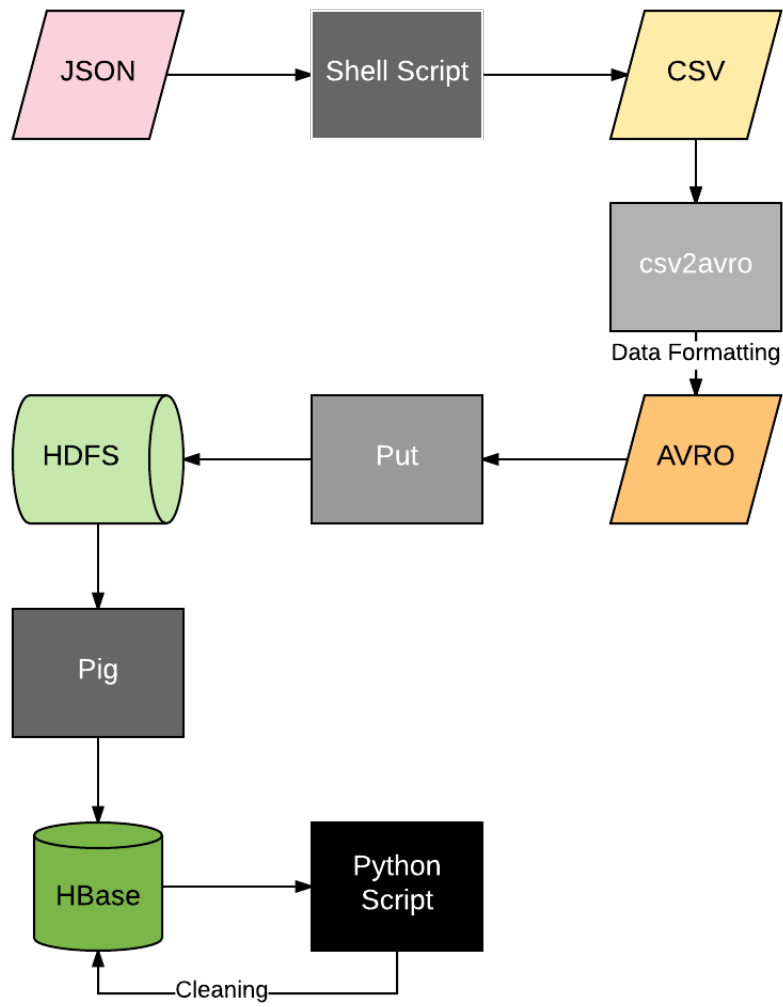 JSON
Shell Script
CSV
csv2avro
Data Formatting
HDFS
Put
AVRO
Pig
HBase
Python
Script
Cleaning